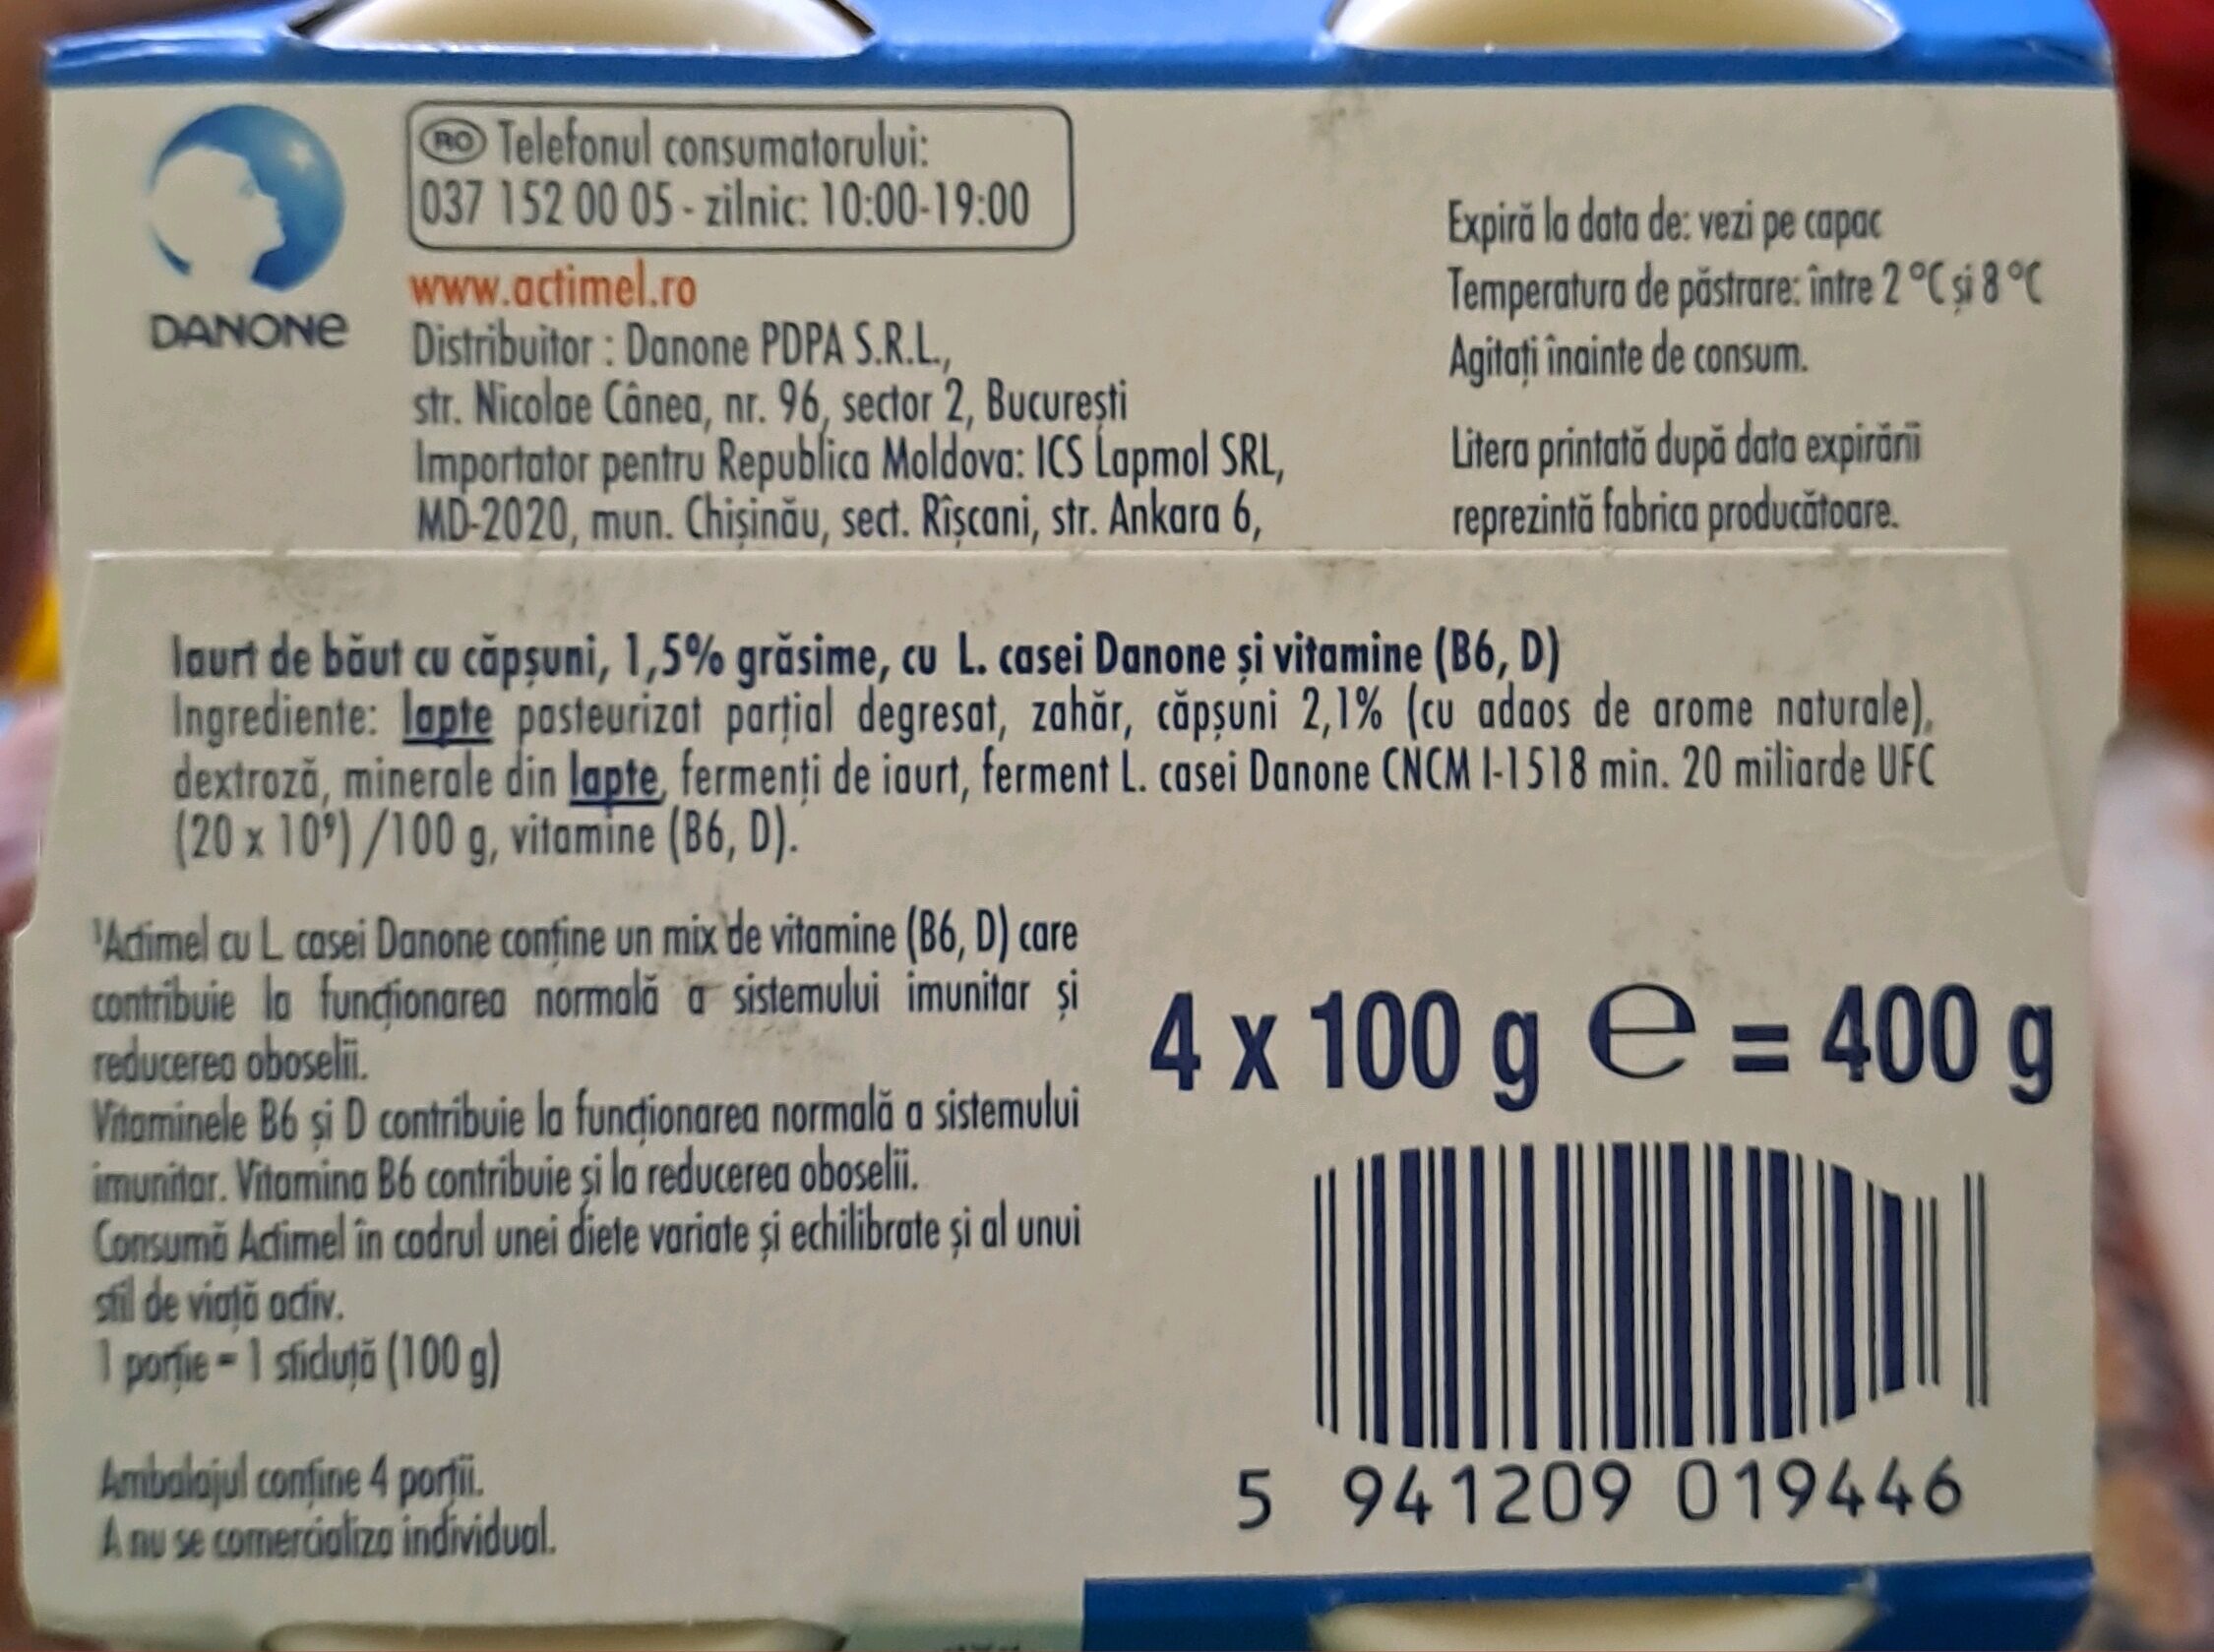 RO Telefonul consumatorului:
037 152 00 05 - zilnic: 10:00-19:00
DANONE
www.actimel.ro
Distribuitor : Danone PDPA S.R.L.,
str. Nicolae Cânea, nr. 96, sector 2, București
Importator pentru Republica Moldova: ICS Lapmol SRL,
MD-2020, mun. Chișinău, sect. Rîșcani, str. Ankara 6,
Expiră la data de: vezi pe capac
Temperatura de păstrare: între 2 °C și 8 °C
Agitați înainte de consum.
Litera printată după data expirării
reprezintă fabrica producătoare.
Iaurt de băut cu căpșuni, 1,5% grăsime, cu L. casei Danone și vitamine (B6, D)
Ingrediente: lapte pasteurizat parțial degresat, zahăr, căpșuni 2,1% (cu adaos de arome naturale),
dextroză, minerale din lapte, fermenți de iaurt, ferment L. casei Danone CNCM I-1518 min. 20 miliarde UFC
(20 x 10⁹) /100 g, vitamine (B6, D).
¹Actimel cu L. casei Danone conține un mix de vitamine (B6, D) care
contribuie la funcționarea normală a sistemului imunitar și
reducerea oboselii.
Vitaminele B6 și D contribuie la funcționarea normală a sistemului
imunitar. Vitamina B6 contribuie și la reducerea oboselii.
Consumă Actimel în cadrul unei diete variate și echilibrate și al unui
stil de viață activ.
1 porție = 1 sticluță (100 g)
Ambalajul conține 4 porții.
A nu se comercializa individual.
4 x 100 g e = 400 g
5 941209 019446